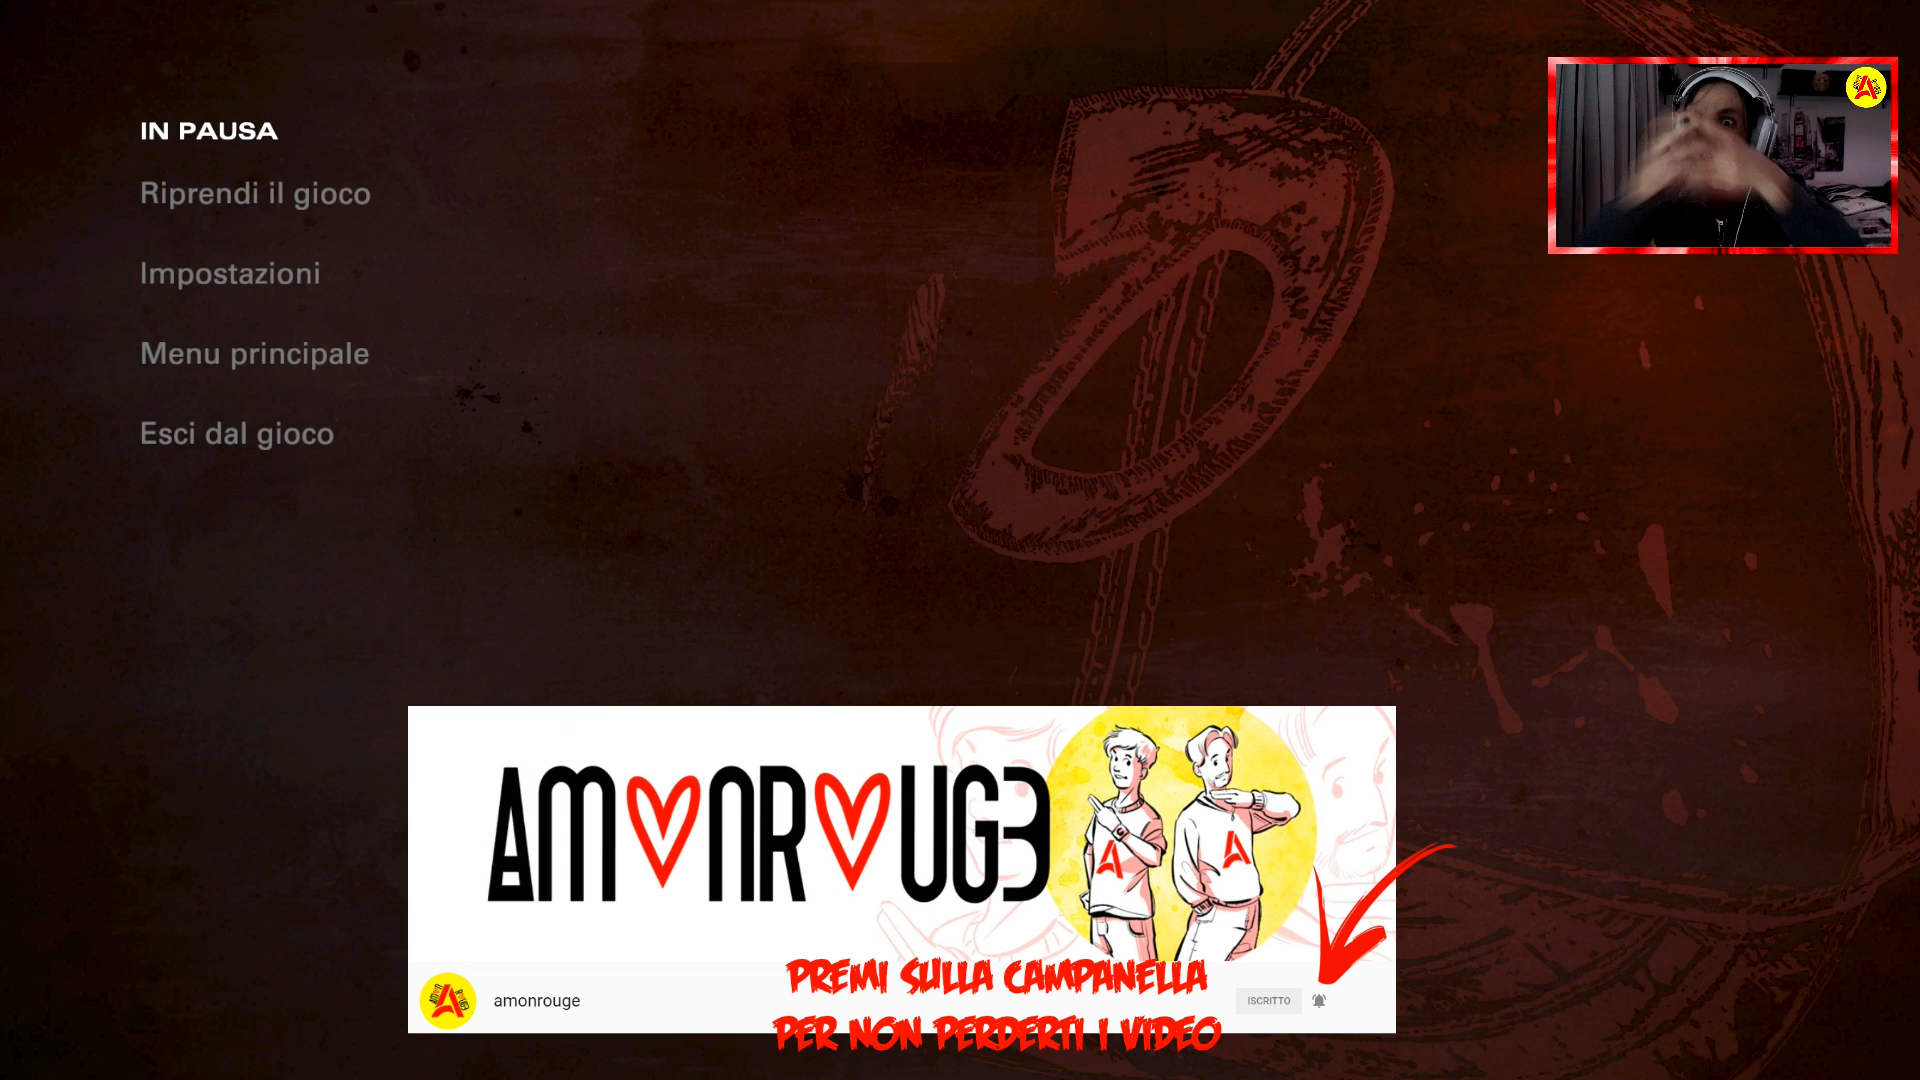 IN PAUSA
Riprendi il gioco
Impostazioni
Menu principale
Esci dal gioco
AMONROUGE
amonrouge
ISCRITTO
PREMI SULLA CAMPANELLA
PER NON PERDERTI I VIDEO